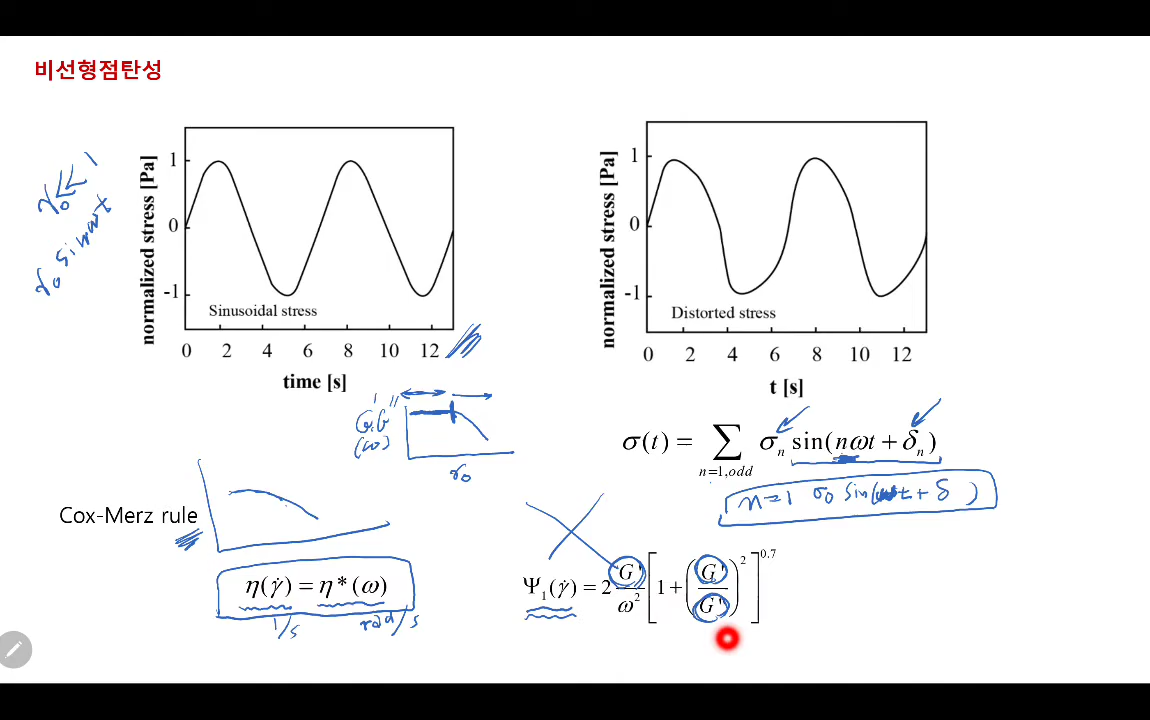 비선형점탄성
normalized stress [Pa]
1
0
-1
Sinusoidal stress
0 2 4 6 8 10 12
time [s]
γ₀ << 1
γ₀ sin ωt
normalized stress [Pa]
1
0
-1
Distorted stress
0 2 4 6 8 10 12
t [s]
G' G''
(ω)
γ₀
σ(t) = Σ σₙ sin(nωt + δₙ)
n=1,odd
n=1 σ₀ sin(ωt + δ)
Cox-Merz rule
η(γ̇) = η*(ω)
1/s rad/s
Ψ₁(γ̇) = 2 G'/ω² [1 + (G'/G'')²]^0.7